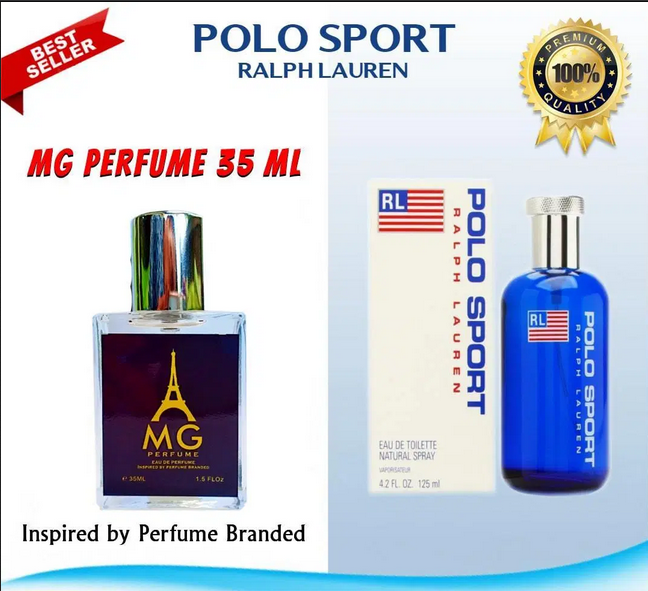 BEST
SELLER
POLO SPORT
RALPH LAUREN
PREMIUM
100%
QUALITY
MG PERFUME 35 ML
MG
PERFUME
EAU DE PERFUME
INSPIRED BY PERFUME BRANDED
e 35ML
1.5 FLOz
Inspired by Perfume Branded
RL
POLO SPORT
RALPH LAUREN
EAU DE TOILETTE
NATURAL SPRAY
VAPORISATEUR
4.2 FL. OZ. 125 ml
RL
POLO SPORT
RALPH LAUREN